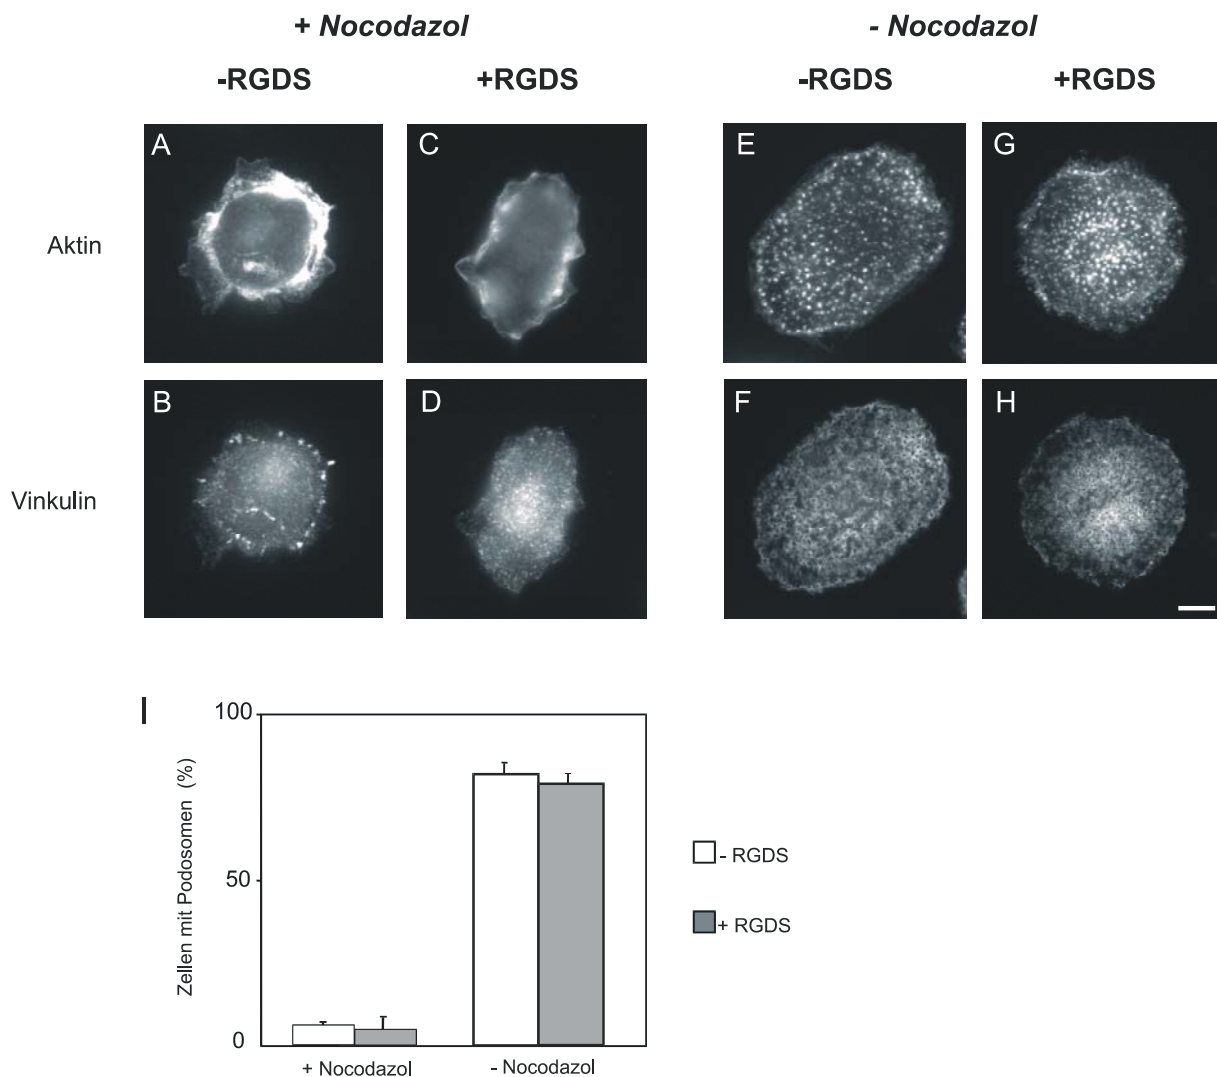 + Nocodazol
- Nocodazol
-RGDS
+RGDS
-RGDS
+RGDS
A
C
E
G
Aktin
B
D
F
H
Vinkulin
I
100
50
0
Zellen mit Podosomen (%)
+ Nocodazol
- Nocodazol
- RGDS
+ RGDS